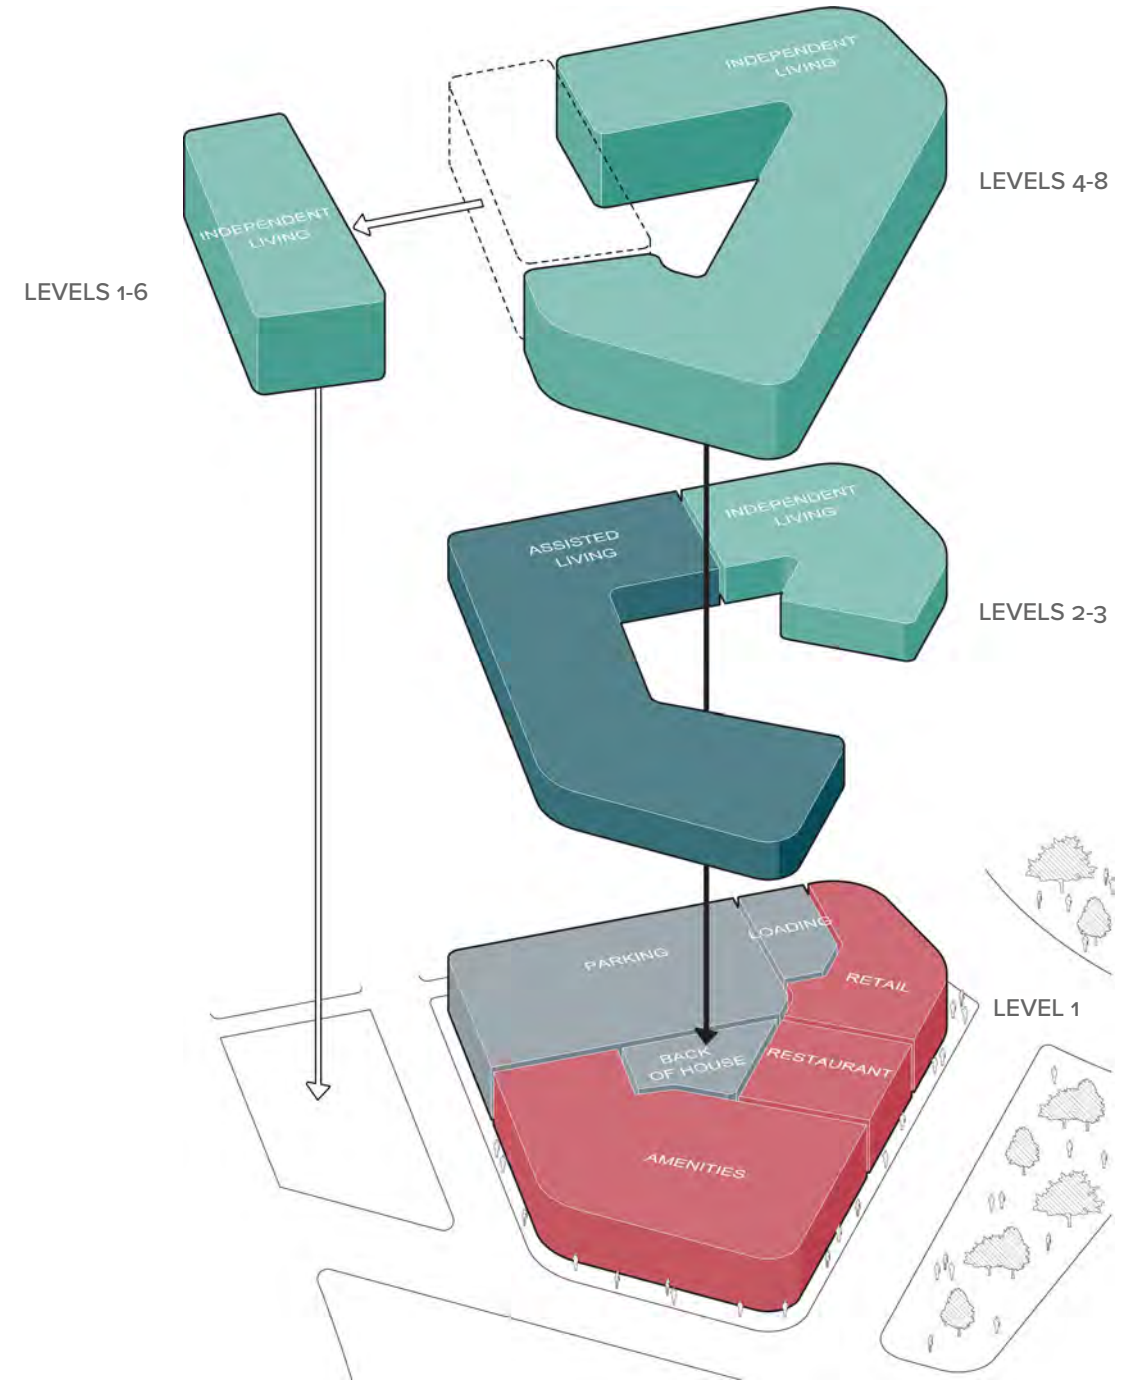 INDEPENDENT
LIVING
LEVELS 4-8
INDEPENDENT
LIVING
LEVELS 1-6
INDEPENDENT
LIVING
ASSISTED
LIVING
LEVELS 2-3
LOADING
PARKING
RETAIL
LEVEL 1
BACK
OF HOUSE
RESTAURANT
AMENITIES